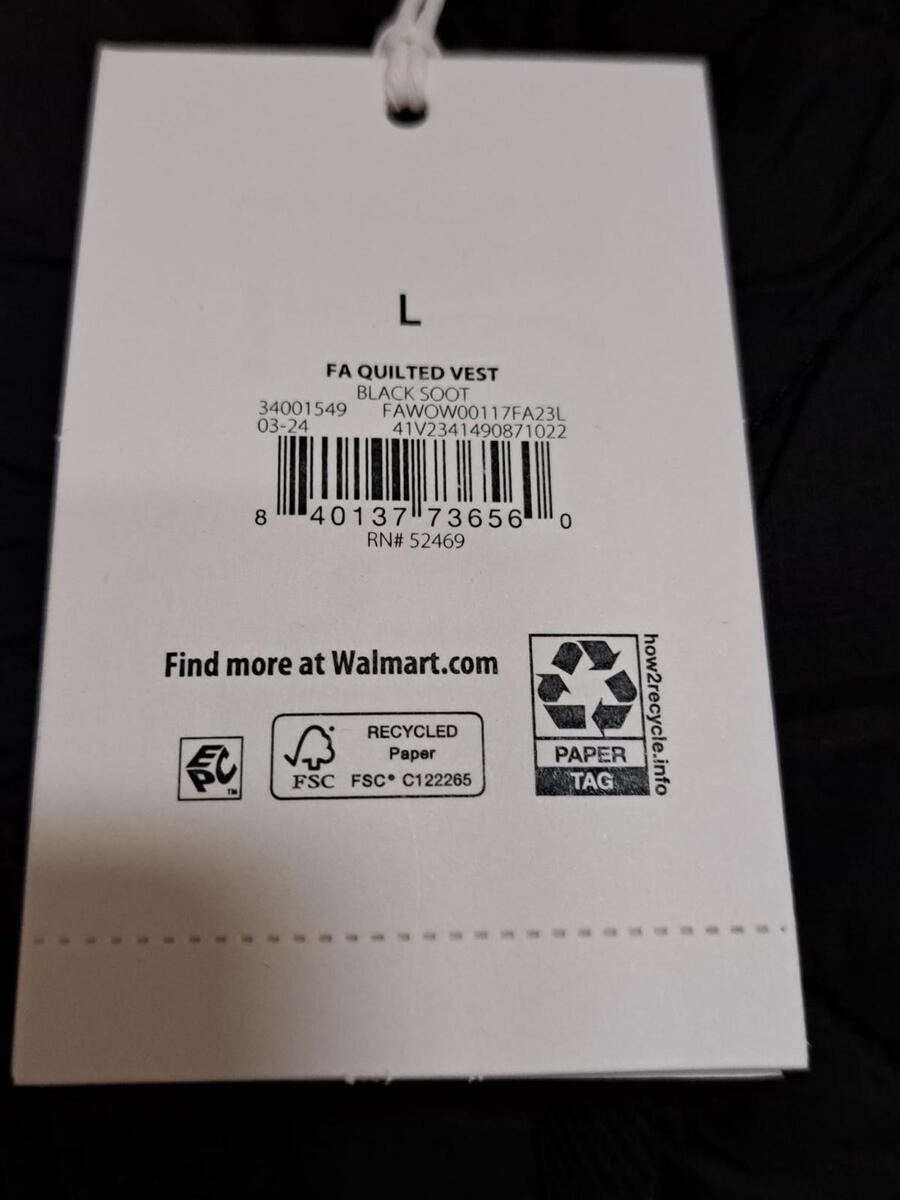 L
FA QUILTED VEST
BLACK SOOT
34001549 FAWOW00117FA23L
03-24 41V2341490871022
8 40137 73656 0
RN# 52469
Find more at Walmart.com
how2recycle.info
PAPER
TAG
EPC™
RECYCLED
Paper
FSC FSC® C122265